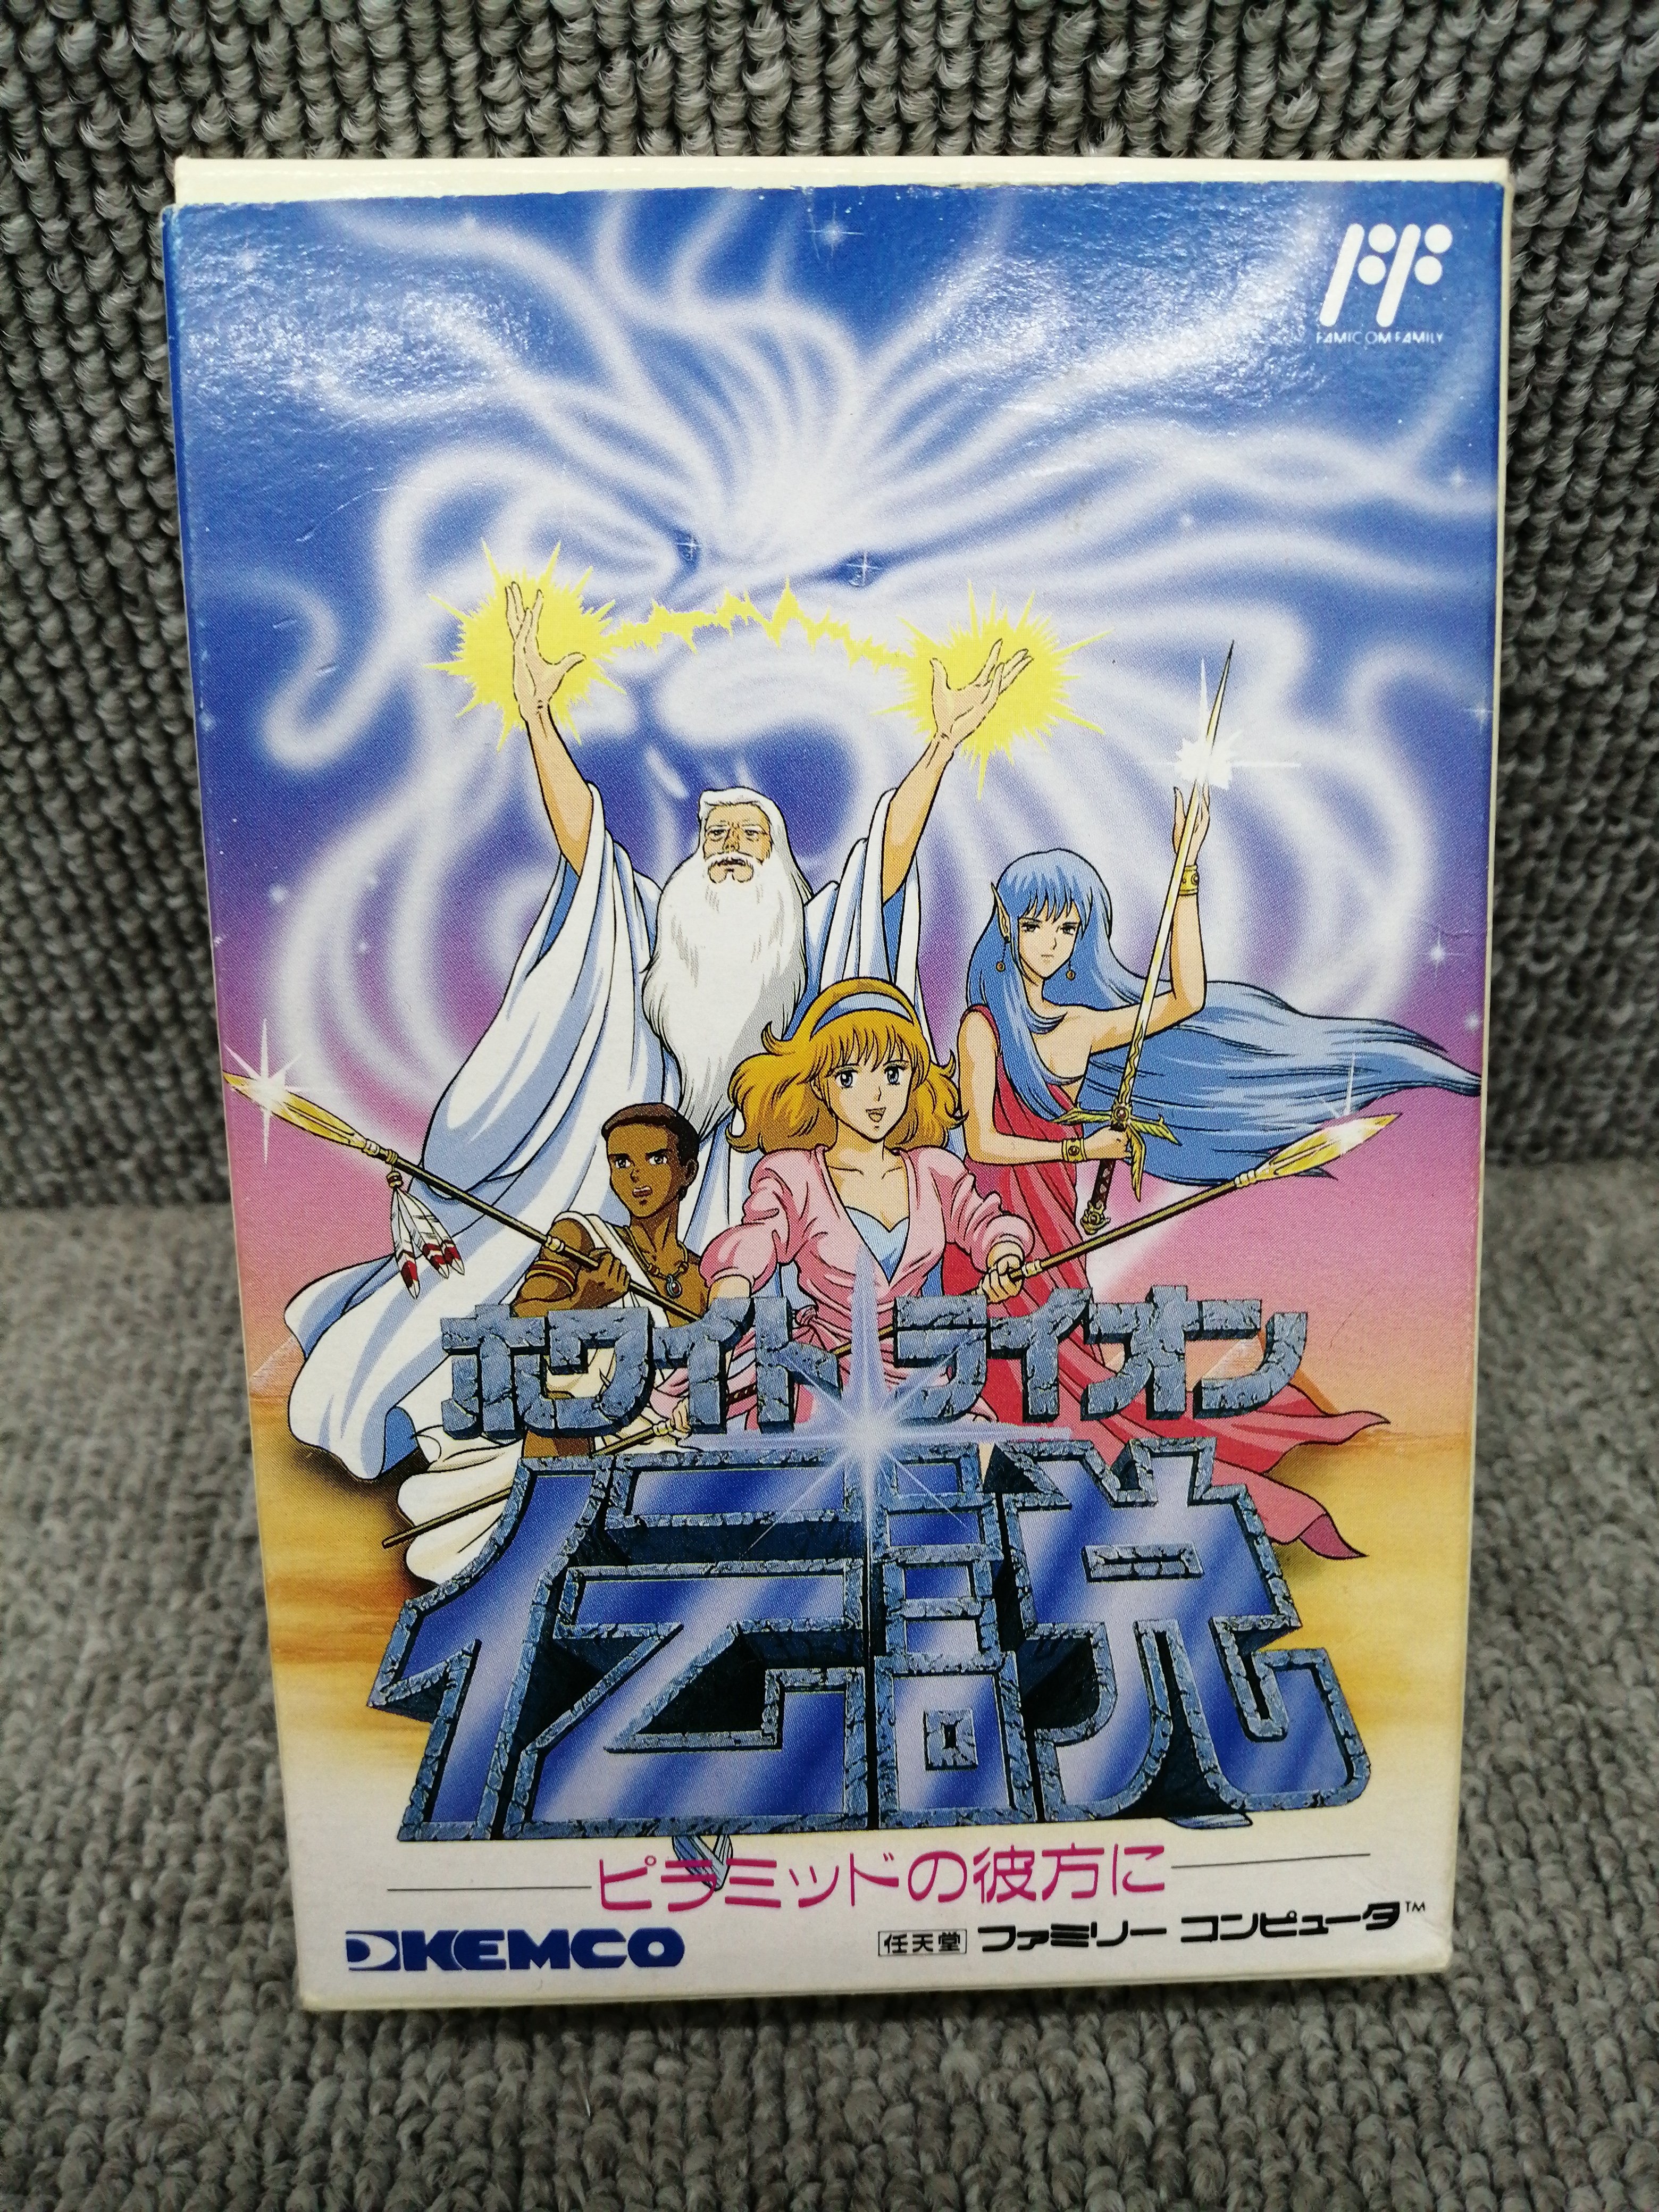 FAMICOM FAMILY
ホワイトライオン
伝説
ピラミッドの彼方に
KEMCO
任天堂 ファミリー コンピュータ™